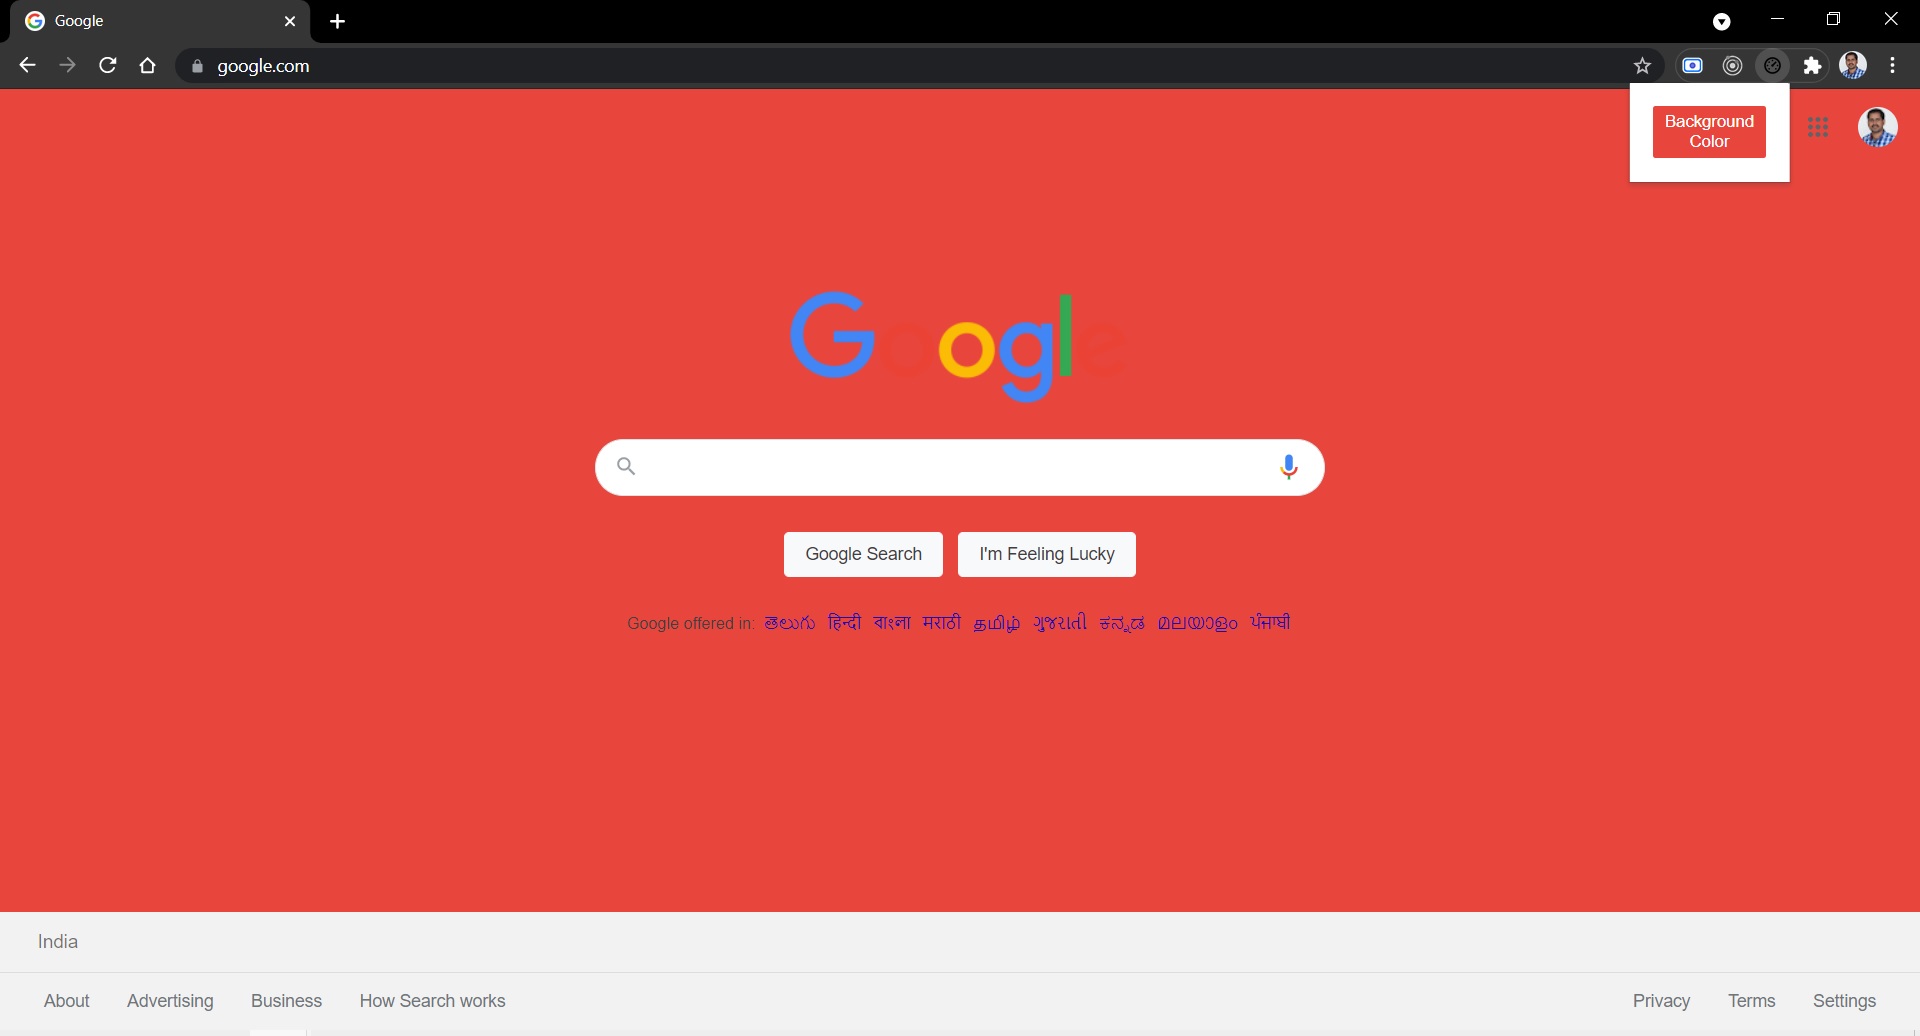 Google
google.com
Background
Color
Google
Google Search
I'm Feeling Lucky
Google offered in: తెలుగు हिन्दी বাংলা मराठी தமிழ் ગુજરાતી ಕನ್ನಡ മലയാളം ਪੰਜਾਬੀ
India
About Advertising Business How Search works Privacy Terms Settings